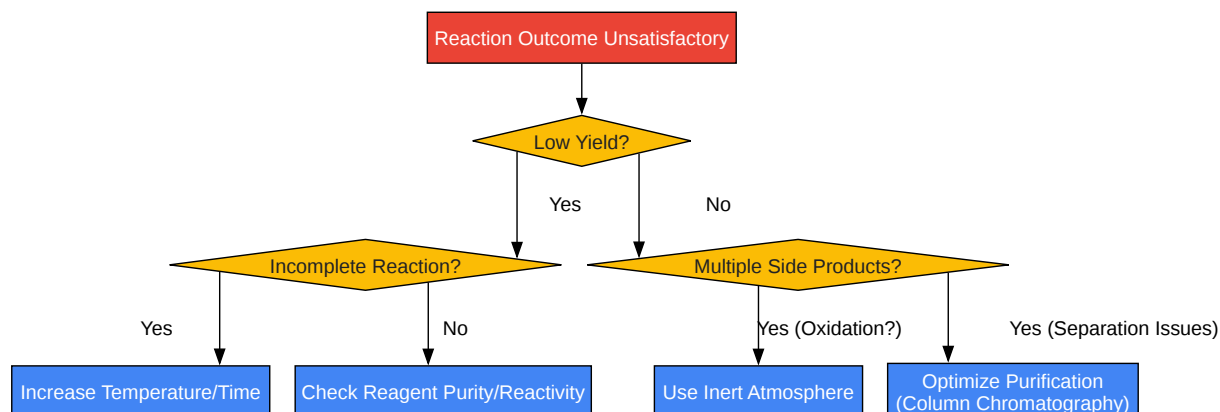 Reaction Outcome Unsatisfactory
Low Yield?
Yes
No
Incomplete Reaction?
Multiple Side Products?
Yes
No
Yes (Oxidation?)
Yes (Separation Issues)
Increase Temperature/Time
Check Reagent Purity/Reactivity
Use Inert Atmosphere
Optimize Purification
(Column Chromatography)